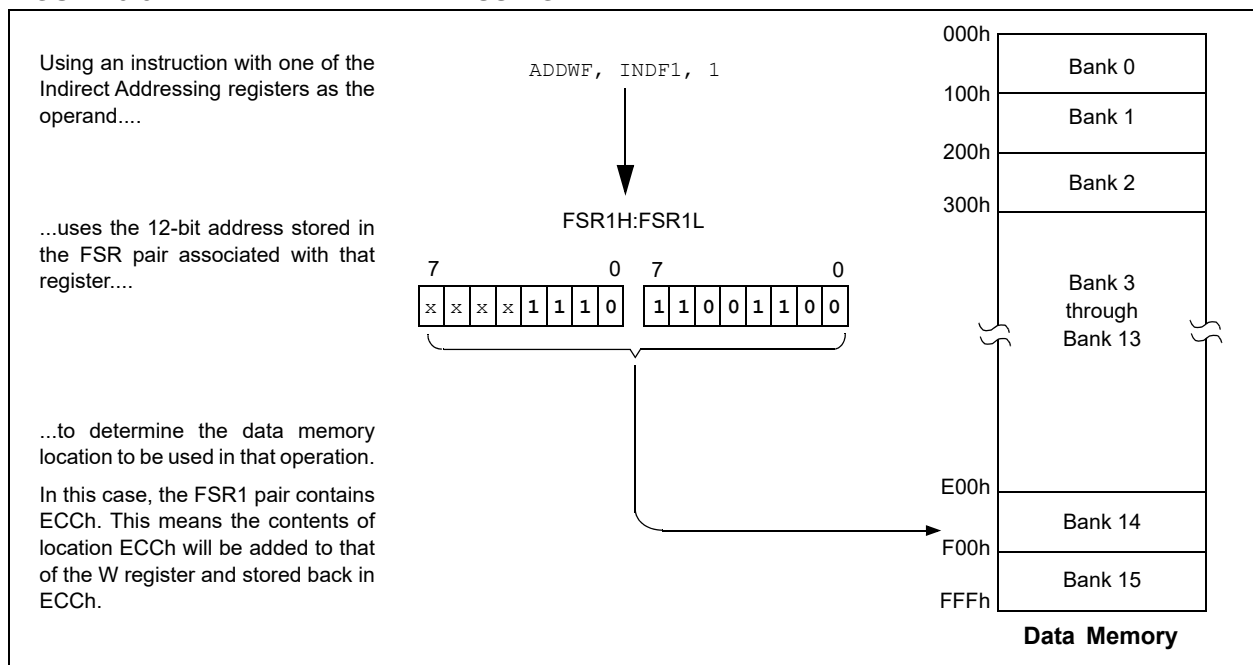 Using an instruction with one of the
Indirect Addressing registers as the
operand....
ADDWF, INDF1, 1
...uses the 12-bit address stored in
the FSR pair associated with that
register....
FSR1H:FSR1L
7 0 7 0
x x x x 1 1 1 0 1 1 0 0 1 1 0 0
...to determine the data memory
location to be used in that operation.
In this case, the FSR1 pair contains
ECCh. This means the contents of
location ECCh will be added to that
of the W register and stored back in
ECCh.
000h
Bank 0
100h
Bank 1
200h
Bank 2
300h
Bank 3
through
Bank 13
E00h
Bank 14
F00h
Bank 15
FFFh
Data Memory